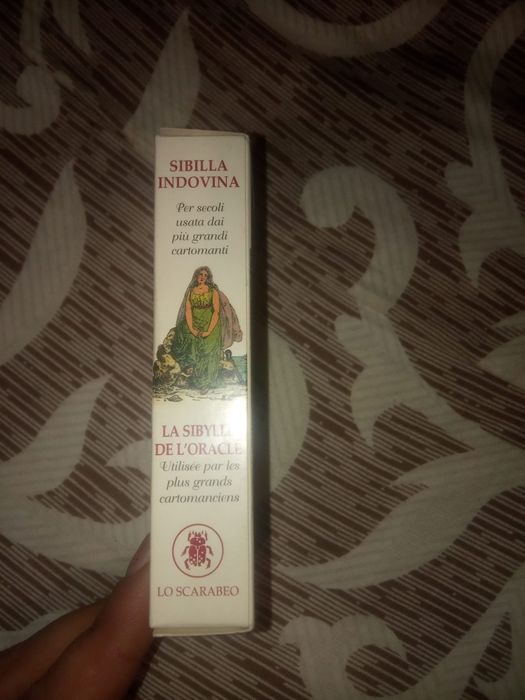 SIBILLA
INDOVINA
Per secoli
usata dai
più grandi
cartomanti
LA SIBYLLE
DE L'ORACLE
Utilisée par les
plus grands
cartomanciens
LO SCARABEO